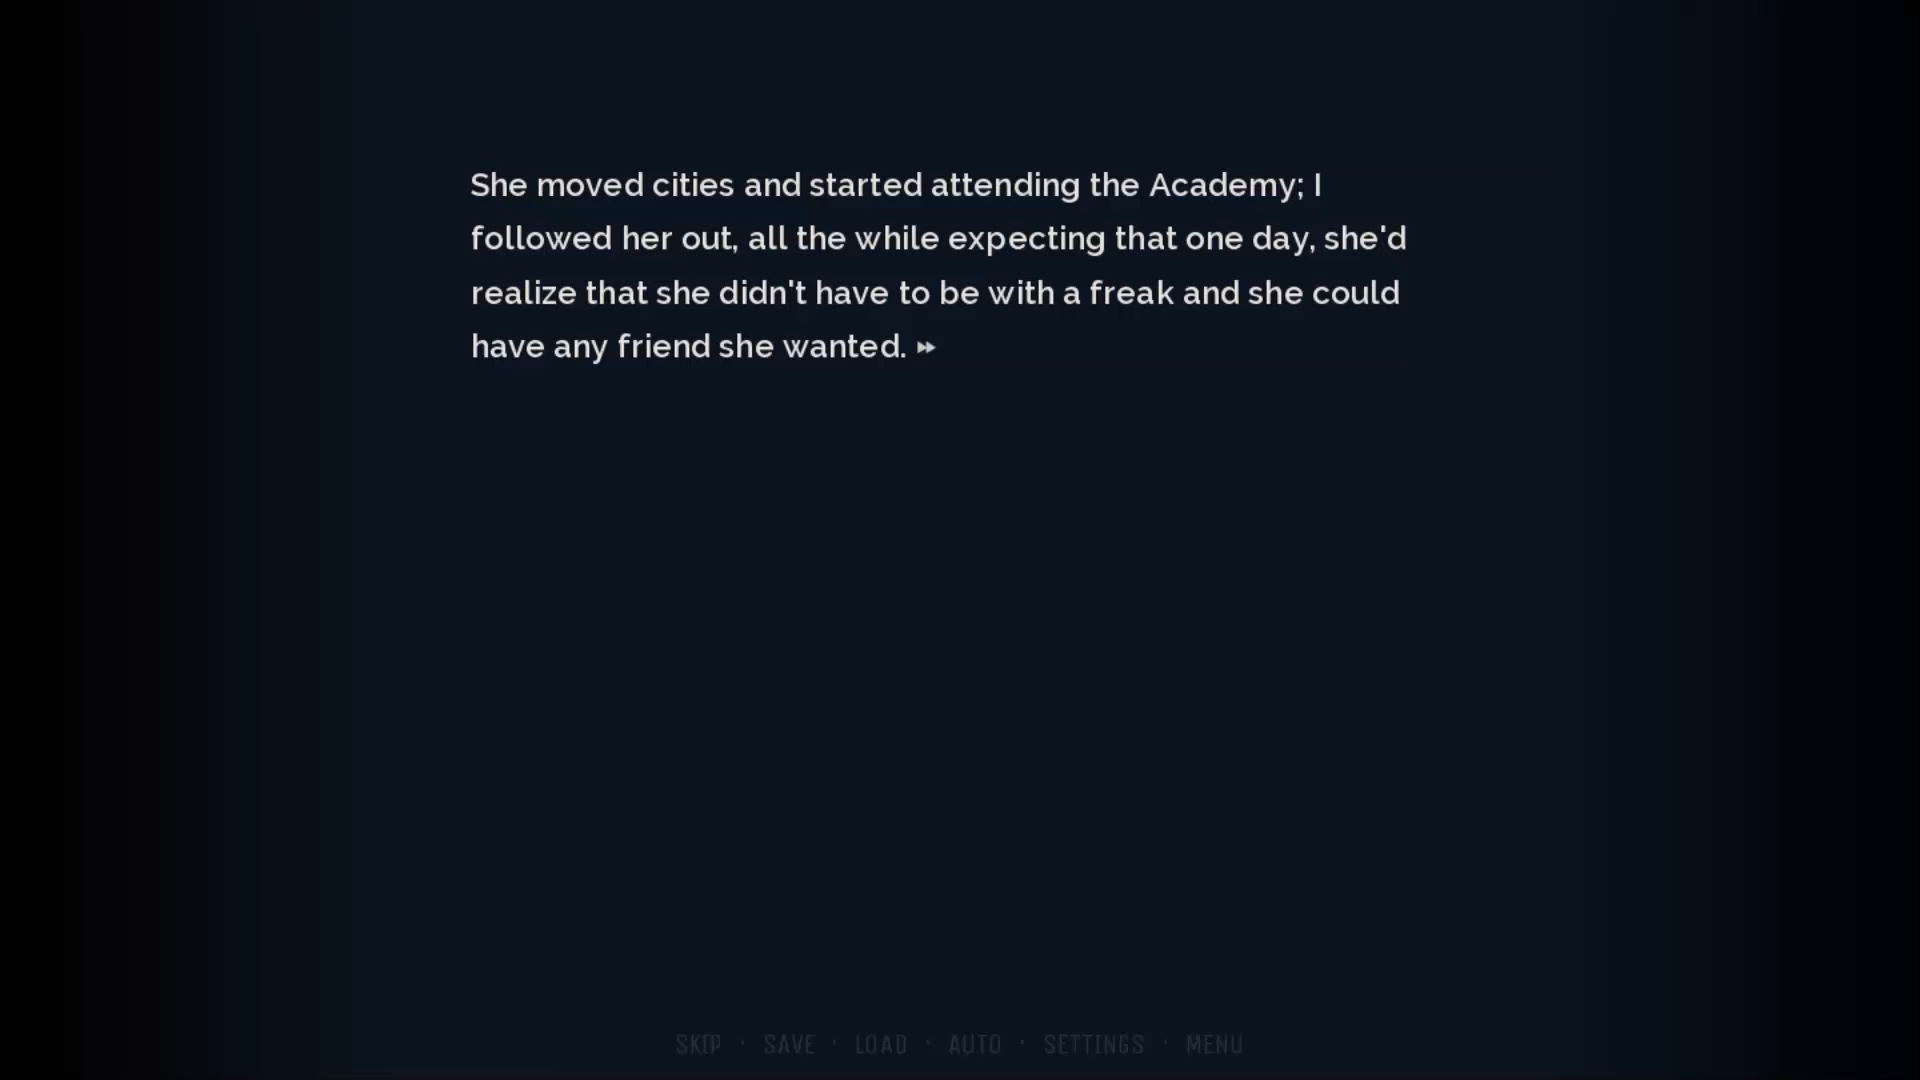 She moved cities and started attending the Academy; I
followed her out, all the while expecting that one day, she'd
realize that she didn't have to be with a freak and she could
have any friend she wanted.
SKIP · SAVE · LOAD · AUTO · SETTINGS · MENU